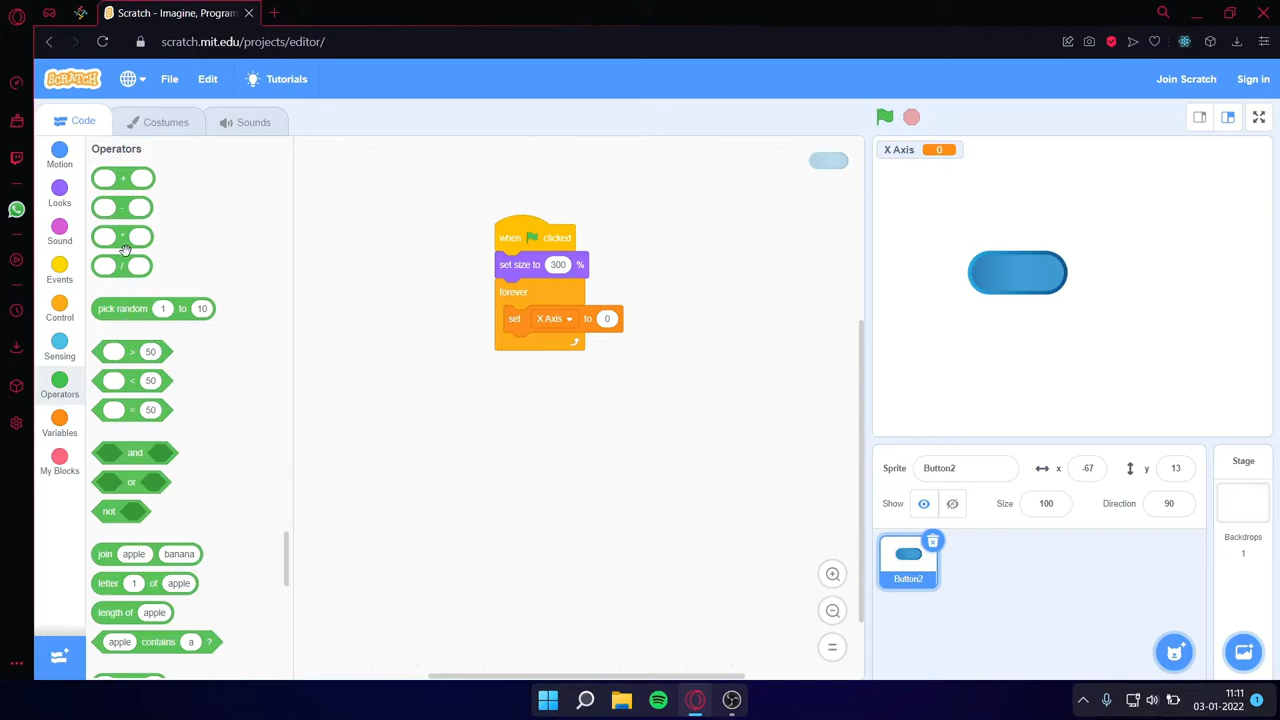 Scratch - Imagine, Program,
scratch.mit.edu/projects/editor/
SCRATCH
File
Edit
Tutorials
Join Scratch
Sign in
Code
Costumes
Sounds
Motion
Looks
Sound
Events
Control
Sensing
Operators
Variables
My Blocks
Operators
+
-
*
/
pick random 1 to 10
> 50
< 50
= 50
and
or
not
join apple banana
letter 1 of apple
length of apple
apple contains a ?
when clicked
set size to 300 %
forever
set X Axis to 0
X Axis 0
Sprite Button2 x -67 y 13
Show Size 100 Direction 90
Button2
Stage
Backdrops
1
11:11
03-01-2022
1